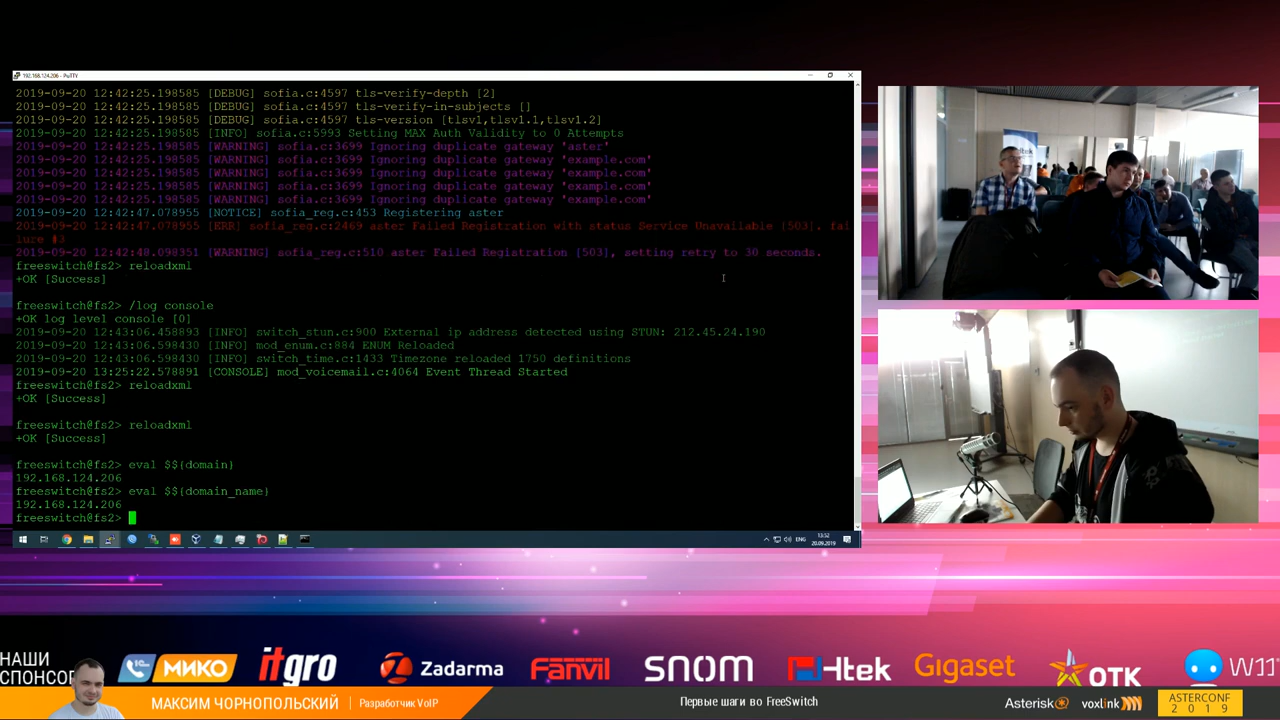 192.168.124.206 - PuTTY
2019-09-20 12:42:25.198585 [DEBUG] sofia.c:4597 tls-verify-depth [2]
2019-09-20 12:42:25.198585 [DEBUG] sofia.c:4597 tls-verify-in-subjects []
2019-09-20 12:42:25.198585 [DEBUG] sofia.c:4597 tls-version [tlsv1,tlsv1.1,tlsv1.2]
2019-09-20 12:42:25.198585 [INFO] sofia.c:5993 Setting MAX Auth Validity to 0 Attempts
2019-09-20 12:42:25.198585 [WARNING] sofia.c:3699 Ignoring duplicate gateway 'aster'
2019-09-20 12:42:25.198585 [WARNING] sofia.c:3699 Ignoring duplicate gateway 'example.com'
2019-09-20 12:42:25.198585 [WARNING] sofia.c:3699 Ignoring duplicate gateway 'example.com'
2019-09-20 12:42:25.198585 [WARNING] sofia.c:3699 Ignoring duplicate gateway 'example.com'
2019-09-20 12:42:25.198585 [WARNING] sofia.c:3699 Ignoring duplicate gateway 'example.com'
2019-09-20 12:42:47.078955 [NOTICE] sofia_reg.c:453 Registering aster
2019-09-20 12:42:47.078955 [ERR] sofia_reg.c:2469 aster Failed Registration with status Service Unavailable [503]. fai
lure #3
2019-09-20 12:42:48.098351 [WARNING] sofia_reg.c:510 aster Failed Registration [503], setting retry to 30 seconds.
freeswitch@fs2> reloadxml
+OK [Success]
freeswitch@fs2> /log console
+OK log level console [0]
2019-09-20 12:43:06.458893 [INFO] switch_stun.c:900 External ip address detected using STUN: 212.45.24.190
2019-09-20 12:43:06.598430 [INFO] mod_enum.c:884 ENUM Reloaded
2019-09-20 12:43:06.598430 [INFO] switch_time.c:1433 Timezone reloaded 1750 definitions
2019-09-20 13:25:22.578891 [CONSOLE] mod_voicemail.c:4064 Event Thread Started
freeswitch@fs2> reloadxml
+OK [Success]
freeswitch@fs2> reloadxml
+OK [Success]
freeswitch@fs2> eval $${domain}
192.168.124.206
freeswitch@fs2> eval $${domain_name}
192.168.124.206
freeswitch@fs2>
ENG
13:52
20.09.2019
НАШИ
СПОНСОР
МИКО
itgro
Zadarma
FANVIL
SNOM
Htek
Gigaset
ОТК
W11
МАКСИМ ЧОРНОПОЛЬСКИЙ
Разработчик VoIP
Первые шаги во FreeSwitch
Asterisk
voxlink
ASTERCONF
2019